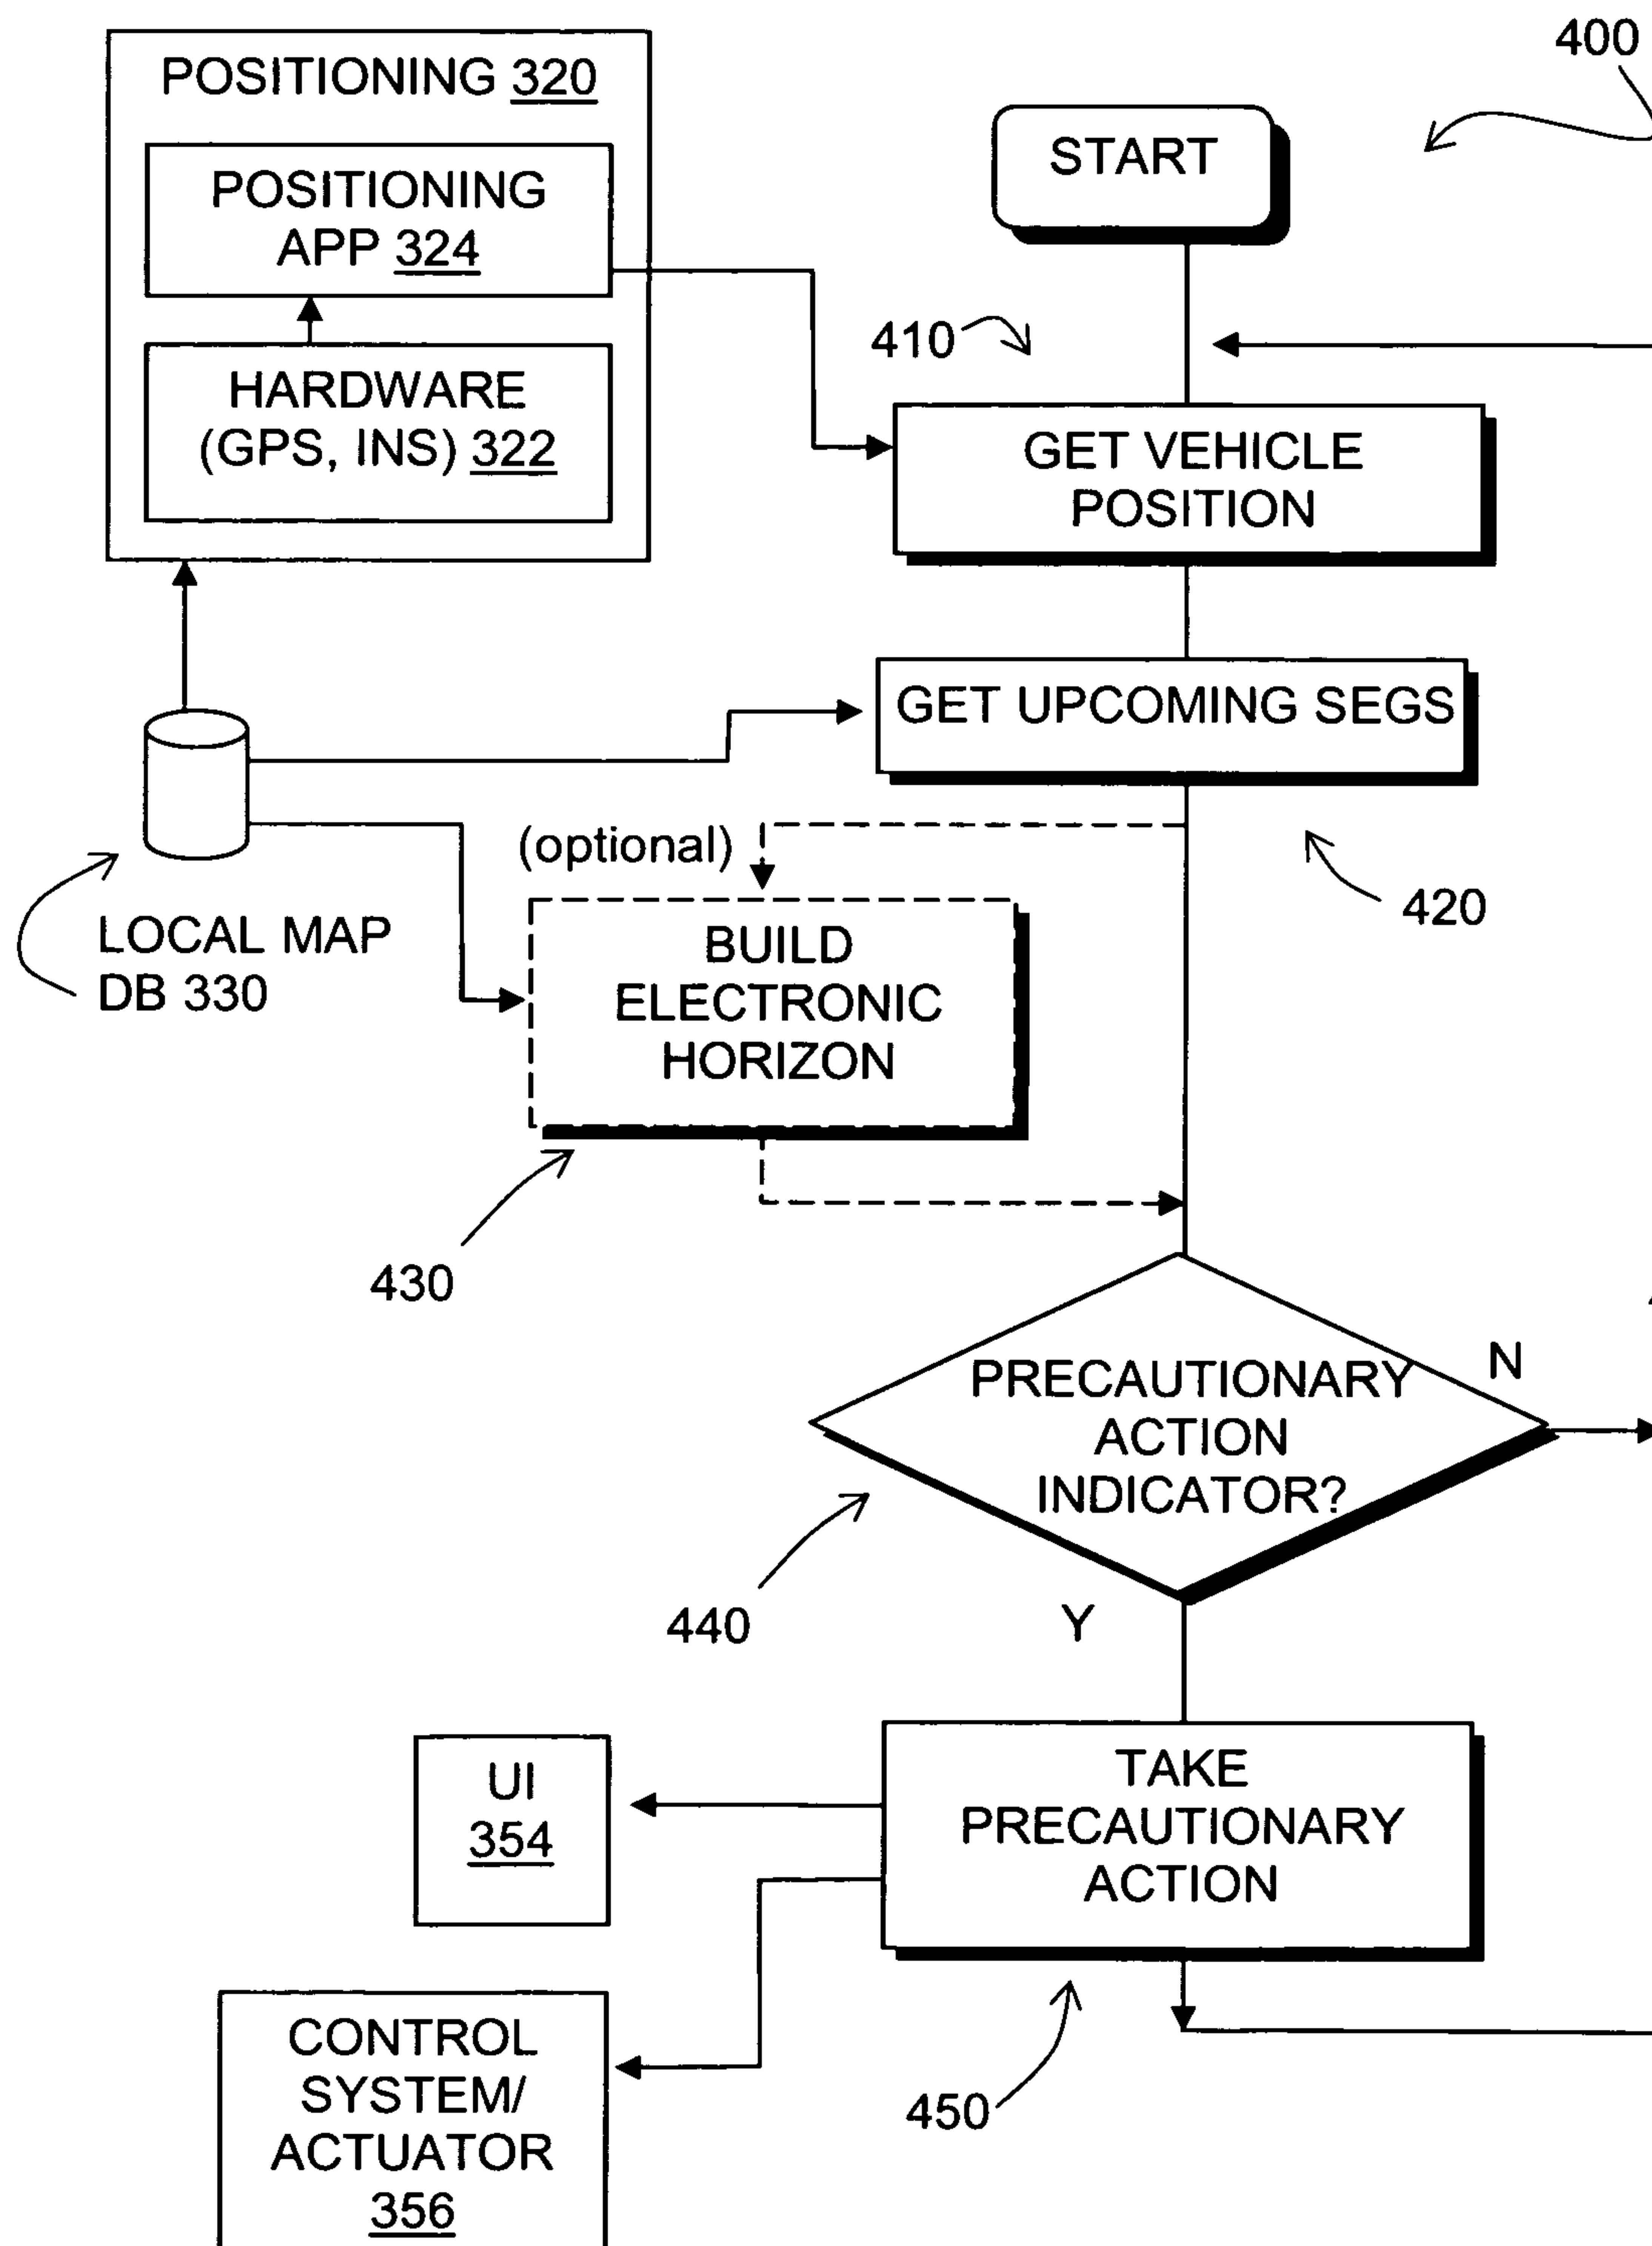 400
POSITIONING 320
POSITIONING
APP 324
HARDWARE
(GPS, INS) 322
START
410
GET VEHICLE
POSITION
GET UPCOMING SEGS
420
LOCAL MAP
DB 330
(optional)
BUILD
ELECTRONIC
HORIZON
430
PRECAUTIONARY
ACTION
INDICATOR?
N
440
Y
UI
354
TAKE
PRECAUTIONARY
ACTION
450
CONTROL
SYSTEM/
ACTUATOR
356